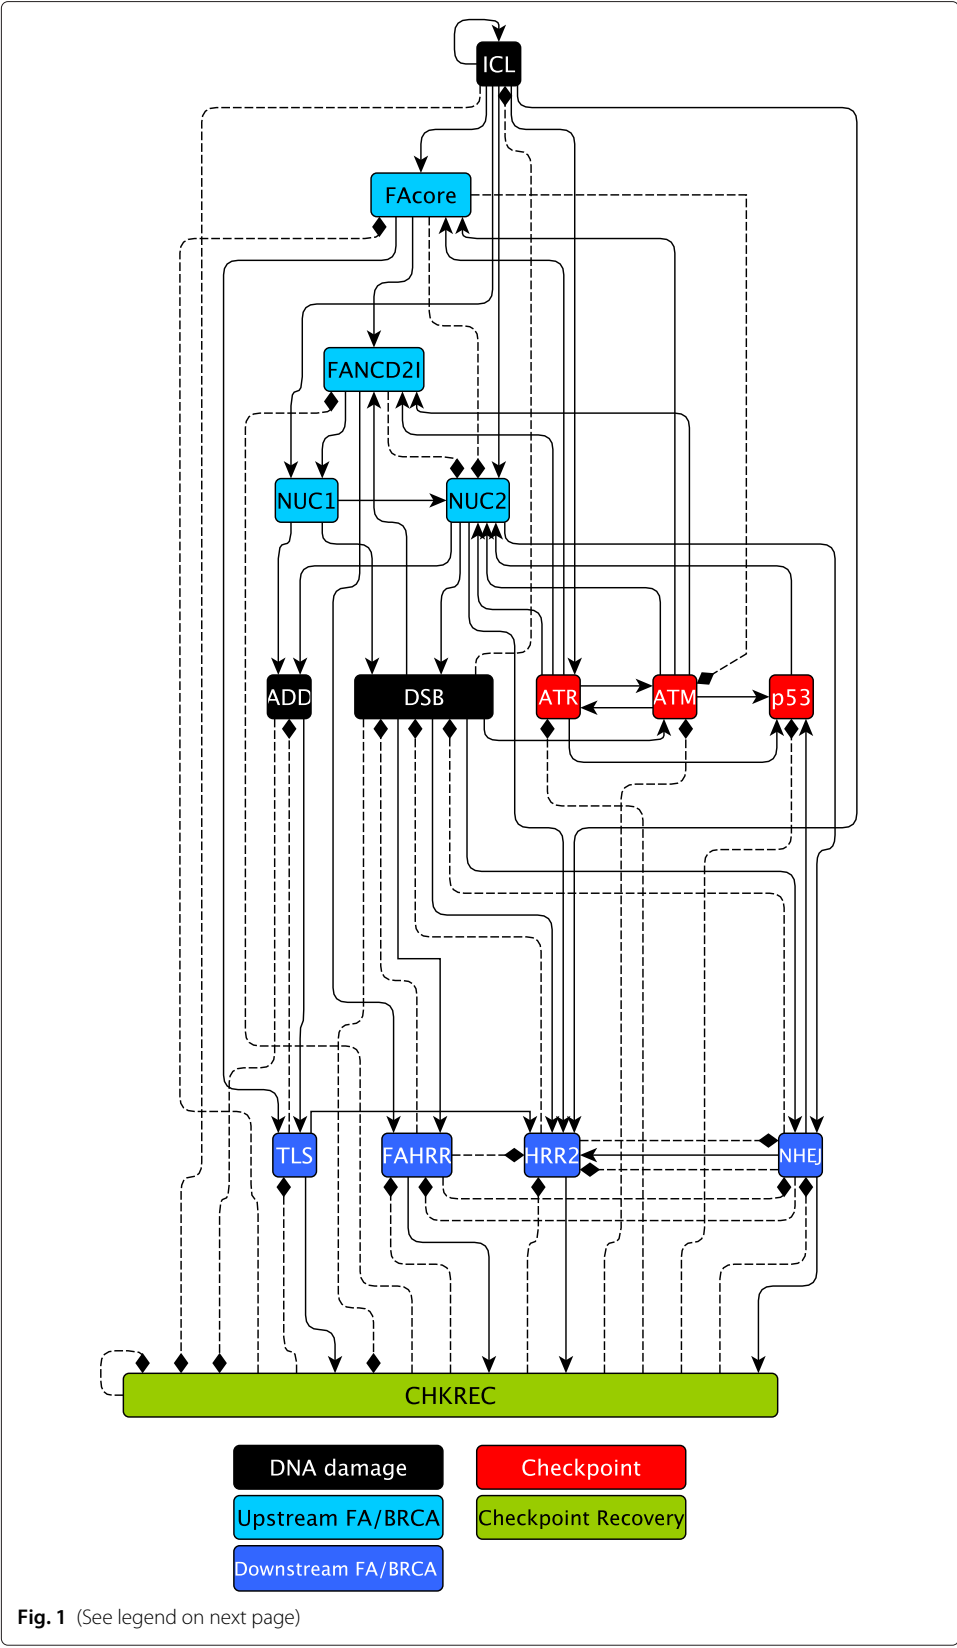 ICL
FAcore
FANCD2I
NUC1
NUC2
ADD
DSB
ATR
ATM
p53
TLS
FAHRR
HRR2
NHEJ
CHKREC
DNA damage
Checkpoint
Upstream FA/BRCA
Checkpoint Recovery
Downstream FA/BRCA
Fig. 1 (See legend on next page)